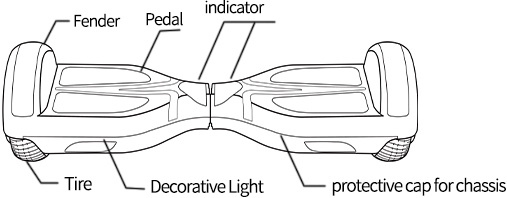 indicator
Fender
Pedal
Tire
Decorative Light
protective cap for chassis